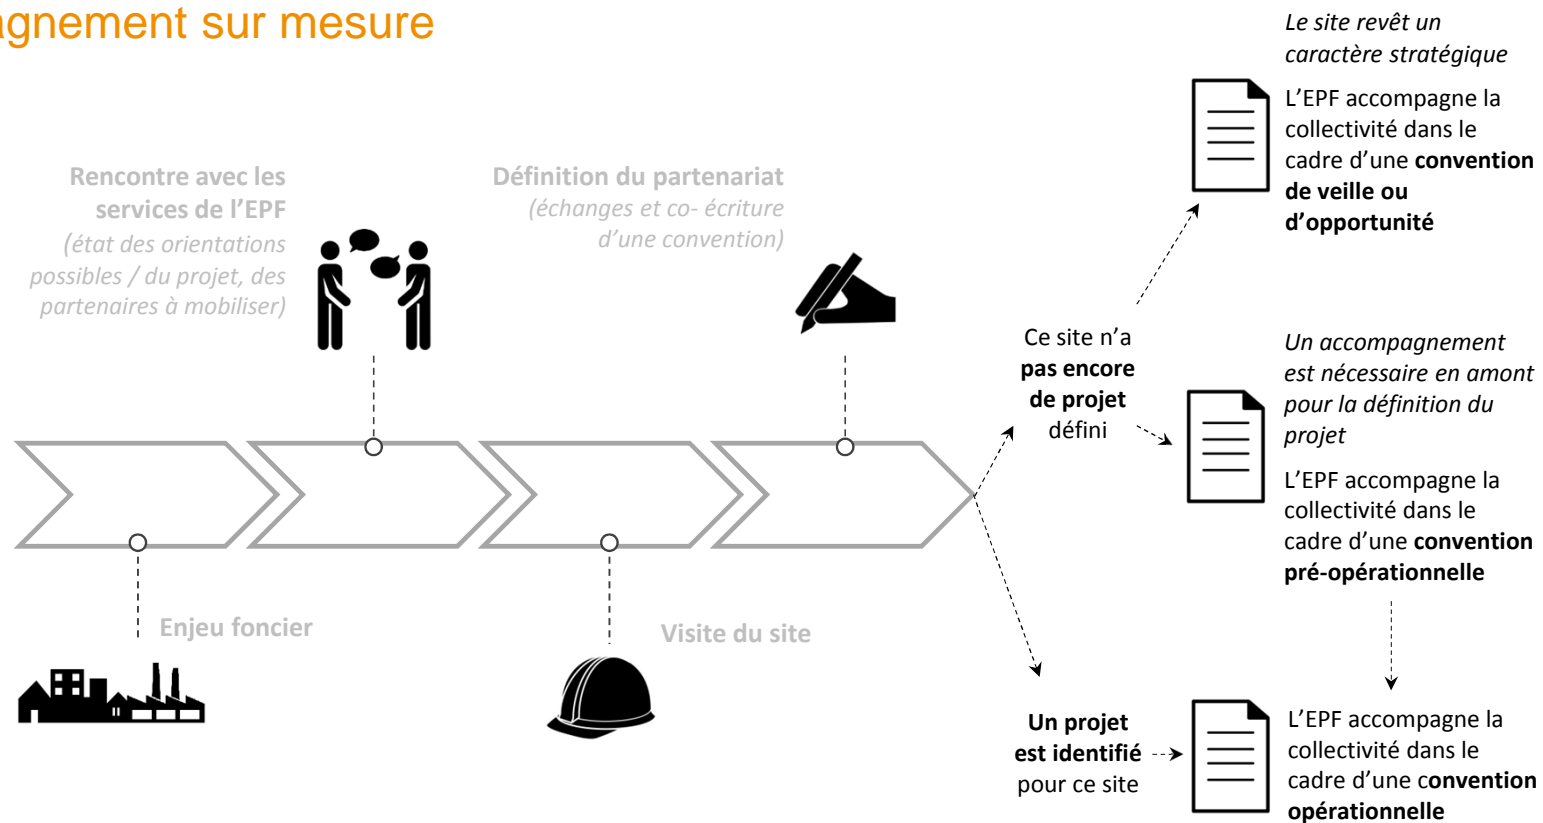 agnement sur mesure
Rencontre avec les
services de l’EPF
(état des orientations
possibles / du projet, des
partenaires à mobiliser)
Définition du partenariat
(échanges et co- écriture
d’une convention)
Enjeu foncier
Visite du site
Ce site n’a
pas encore
de projet
défini
Un projet
est identifié
pour ce site
Le site revêt un
caractère stratégique
L’EPF accompagne la
collectivité dans le
cadre d’une convention
de veille ou
d’opportunité
Un accompagnement
est nécessaire en amont
pour la définition du
projet
L’EPF accompagne la
collectivité dans le
cadre d’une convention
pré-opérationnelle
L’EPF accompagne la
collectivité dans le
cadre d’une convention
opérationnelle